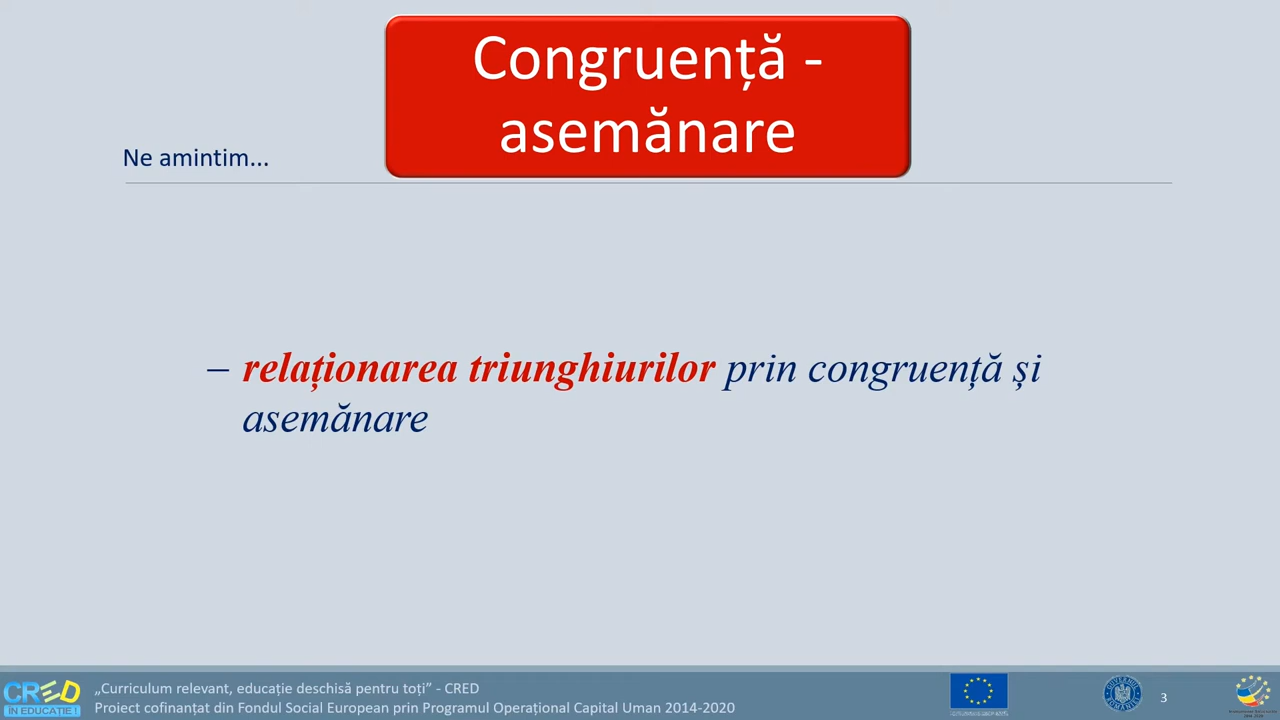 Congruență -
asemănare
Ne amintim...
– relaționarea triunghiurilor prin congruență și
asemănare
CRED
ÎN EDUCAȚIE !
„Curriculum relevant, educație deschisă pentru toți” - CRED
Proiect cofinanțat din Fondul Social European prin Programul Operațional Capital Uman 2014-2020
3